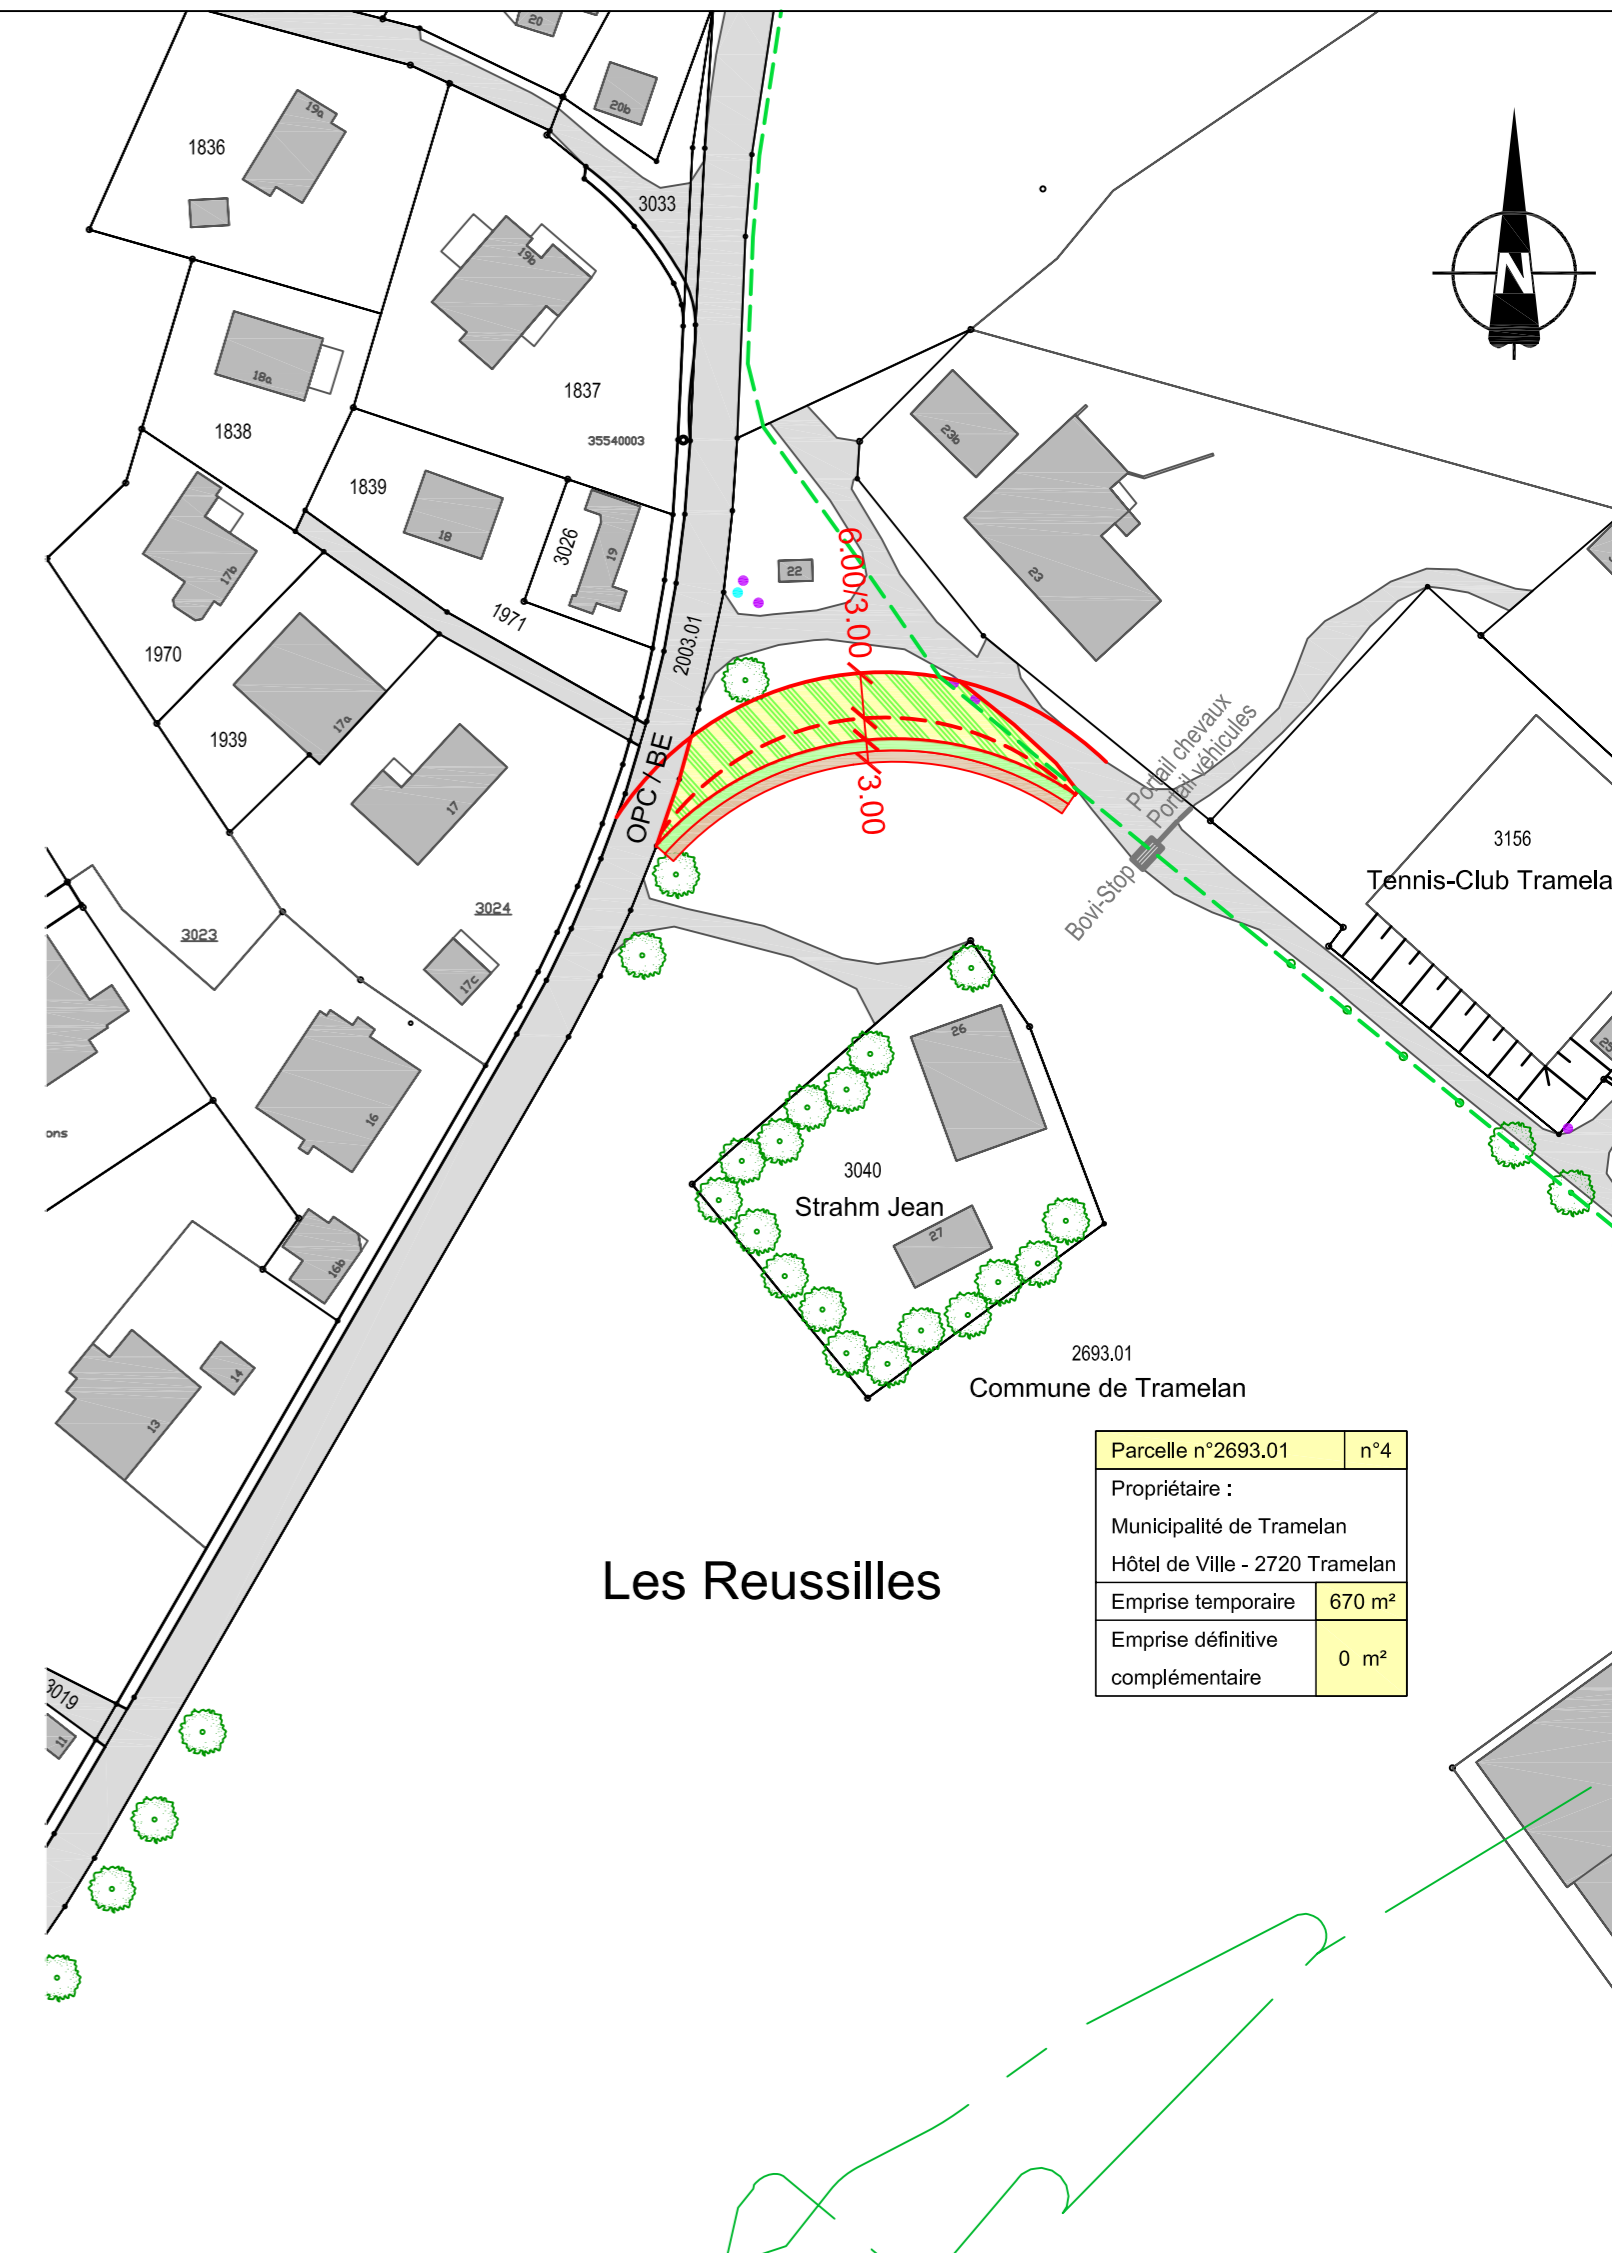 20
19a
20b
1836
3033
19b
N
18a
1837
1838
35540003
23b
1839
18
3026
19
17b
22
23
6.00/3.00
1971
2003.01
1970
17a
1939
OPC / BE
Portail chevaux
Portail véhicules
17
3.00
3156
Tennis-Club Tramela
Bovi-Stop
3024
3023
17c
26
25
16
ons
3040
Strahm Jean
27
16b
2693.01
Commune de Tramelan
14
13
Parcelle n°2693.01 n°4
Propriétaire :
Municipalité de Tramelan
Hôtel de Ville - 2720 Tramelan
Emprise temporaire 670 m²
Emprise définitive
complémentaire
0 m²
Les Reussilles
3019
11